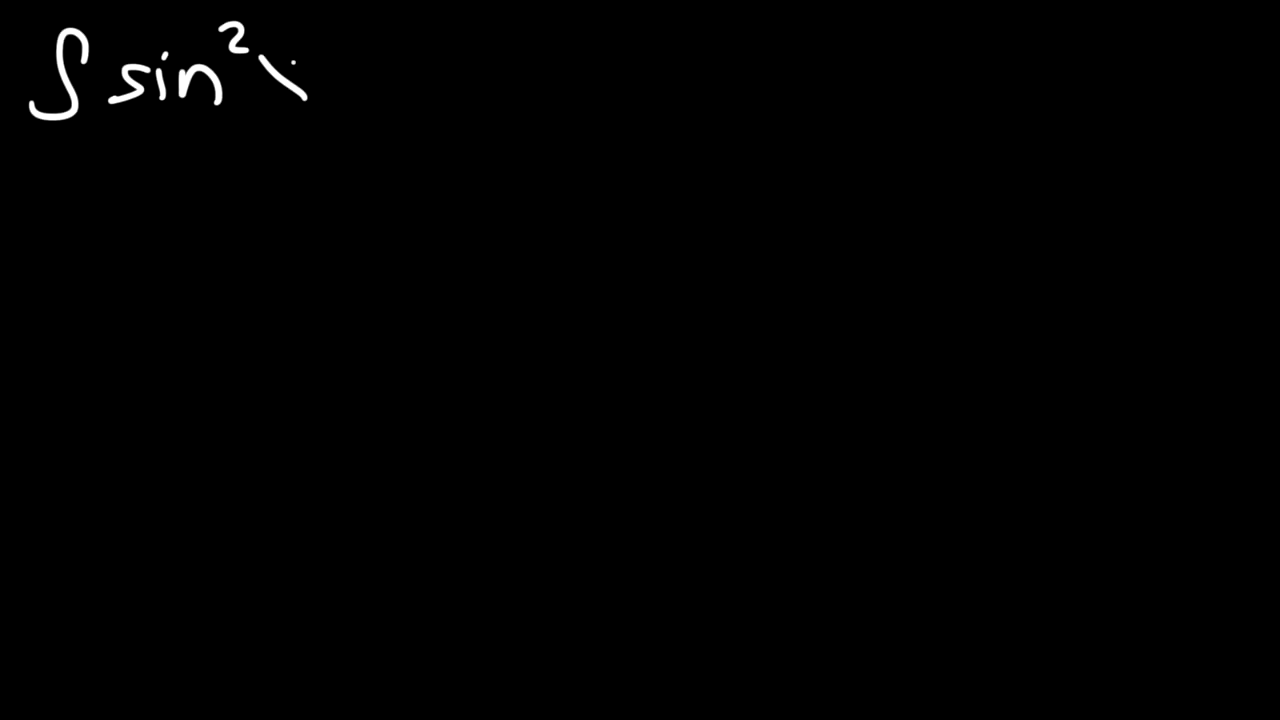 ∫ sin²